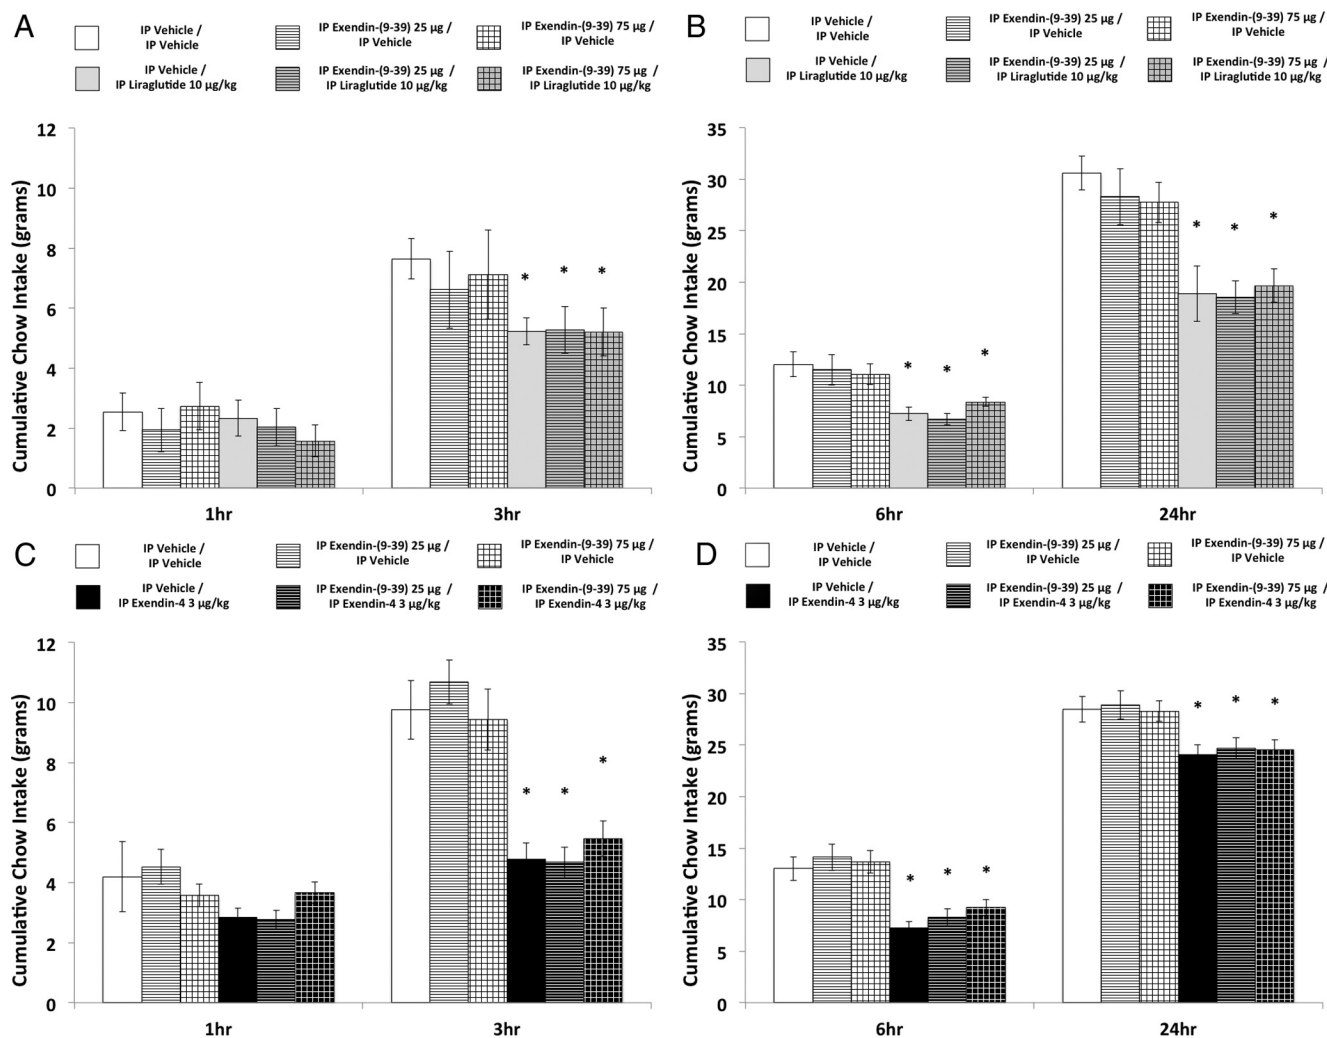 A
IP Vehicle /
IP Vehicle
IP Exendin-(9-39) 25 µg /
IP Vehicle
IP Exendin-(9-39) 75 µg /
IP Vehicle
IP Vehicle /
IP Liraglutide 10 µg/kg
IP Exendin-(9-39) 25 µg /
IP Liraglutide 10 µg/kg
IP Exendin-(9-39) 75 µg /
IP Liraglutide 10 µg/kg
Cumulative Chow Intake (grams)
12
10
8
6
4
2
0
* * *
1hr 3hr
B
IP Vehicle /
IP Vehicle
IP Exendin-(9-39) 25 µg /
IP Vehicle
IP Exendin-(9-39) 75 µg /
IP Vehicle
IP Vehicle /
IP Liraglutide 10 µg/kg
IP Exendin-(9-39) 25 µg /
IP Liraglutide 10 µg/kg
IP Exendin-(9-39) 75 µg /
IP Liraglutide 10 µg/kg
Cumulative Chow Intake (grams)
35
30
25
20
15
10
5
0
* * * * * *
6hr 24hr
C
IP Vehicle /
IP Vehicle
IP Exendin-(9-39) 25 µg /
IP Vehicle
IP Exendin-(9-39) 75 µg /
IP Vehicle
IP Vehicle /
IP Exendin-4 3 µg/kg
IP Exendin-(9-39) 25 µg /
IP Exendin-4 3 µg/kg
IP Exendin-(9-39) 75 µg /
IP Exendin-4 3 µg/kg
Cumulative Chow Intake (grams)
12
10
8
6
4
2
0
* * *
1hr 3hr
D
IP Vehicle /
IP Vehicle
IP Exendin-(9-39) 25 µg /
IP Vehicle
IP Exendin-(9-39) 75 µg /
IP Vehicle
IP Vehicle /
IP Exendin-4 3 µg/kg
IP Exendin-(9-39) 25 µg /
IP Exendin-4 3 µg/kg
IP Exendin-(9-39) 75 µg /
IP Exendin-4 3 µg/kg
Cumulative Chow Intake (grams)
35
30
25
20
15
10
5
0
* * * * * *
6hr 24hr